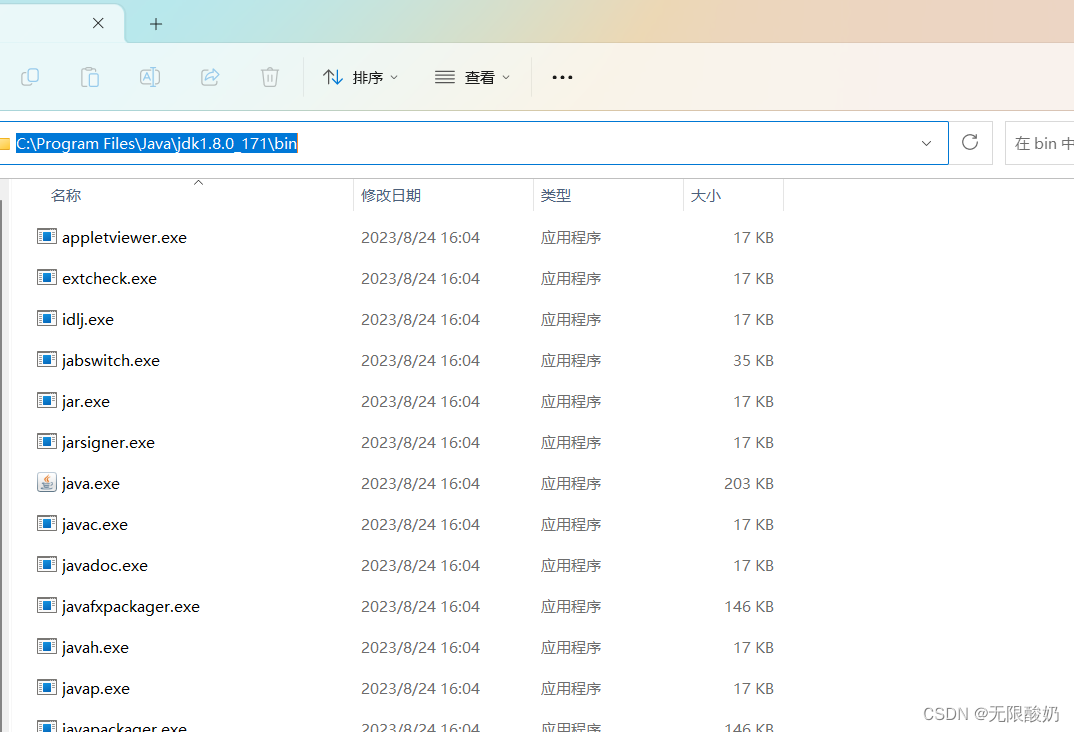 排序
查看
C:\Program Files\Java\jdk1.8.0_171\bin
在 bin 中
名称 修改日期 类型 大小
appletviewer.exe 2023/8/24 16:04 应用程序 17 KB
extcheck.exe 2023/8/24 16:04 应用程序 17 KB
idlj.exe 2023/8/24 16:04 应用程序 17 KB
jabswitch.exe 2023/8/24 16:04 应用程序 35 KB
jar.exe 2023/8/24 16:04 应用程序 17 KB
jarsigner.exe 2023/8/24 16:04 应用程序 17 KB
java.exe 2023/8/24 16:04 应用程序 203 KB
javac.exe 2023/8/24 16:04 应用程序 17 KB
javadoc.exe 2023/8/24 16:04 应用程序 17 KB
javafxpackager.exe 2023/8/24 16:04 应用程序 146 KB
javah.exe 2023/8/24 16:04 应用程序 17 KB
javap.exe 2023/8/24 16:04 应用程序 17 KB
javapackager.exe 2023/8/24 16:04 应用程序 146 KB
CSDN @无限酸奶